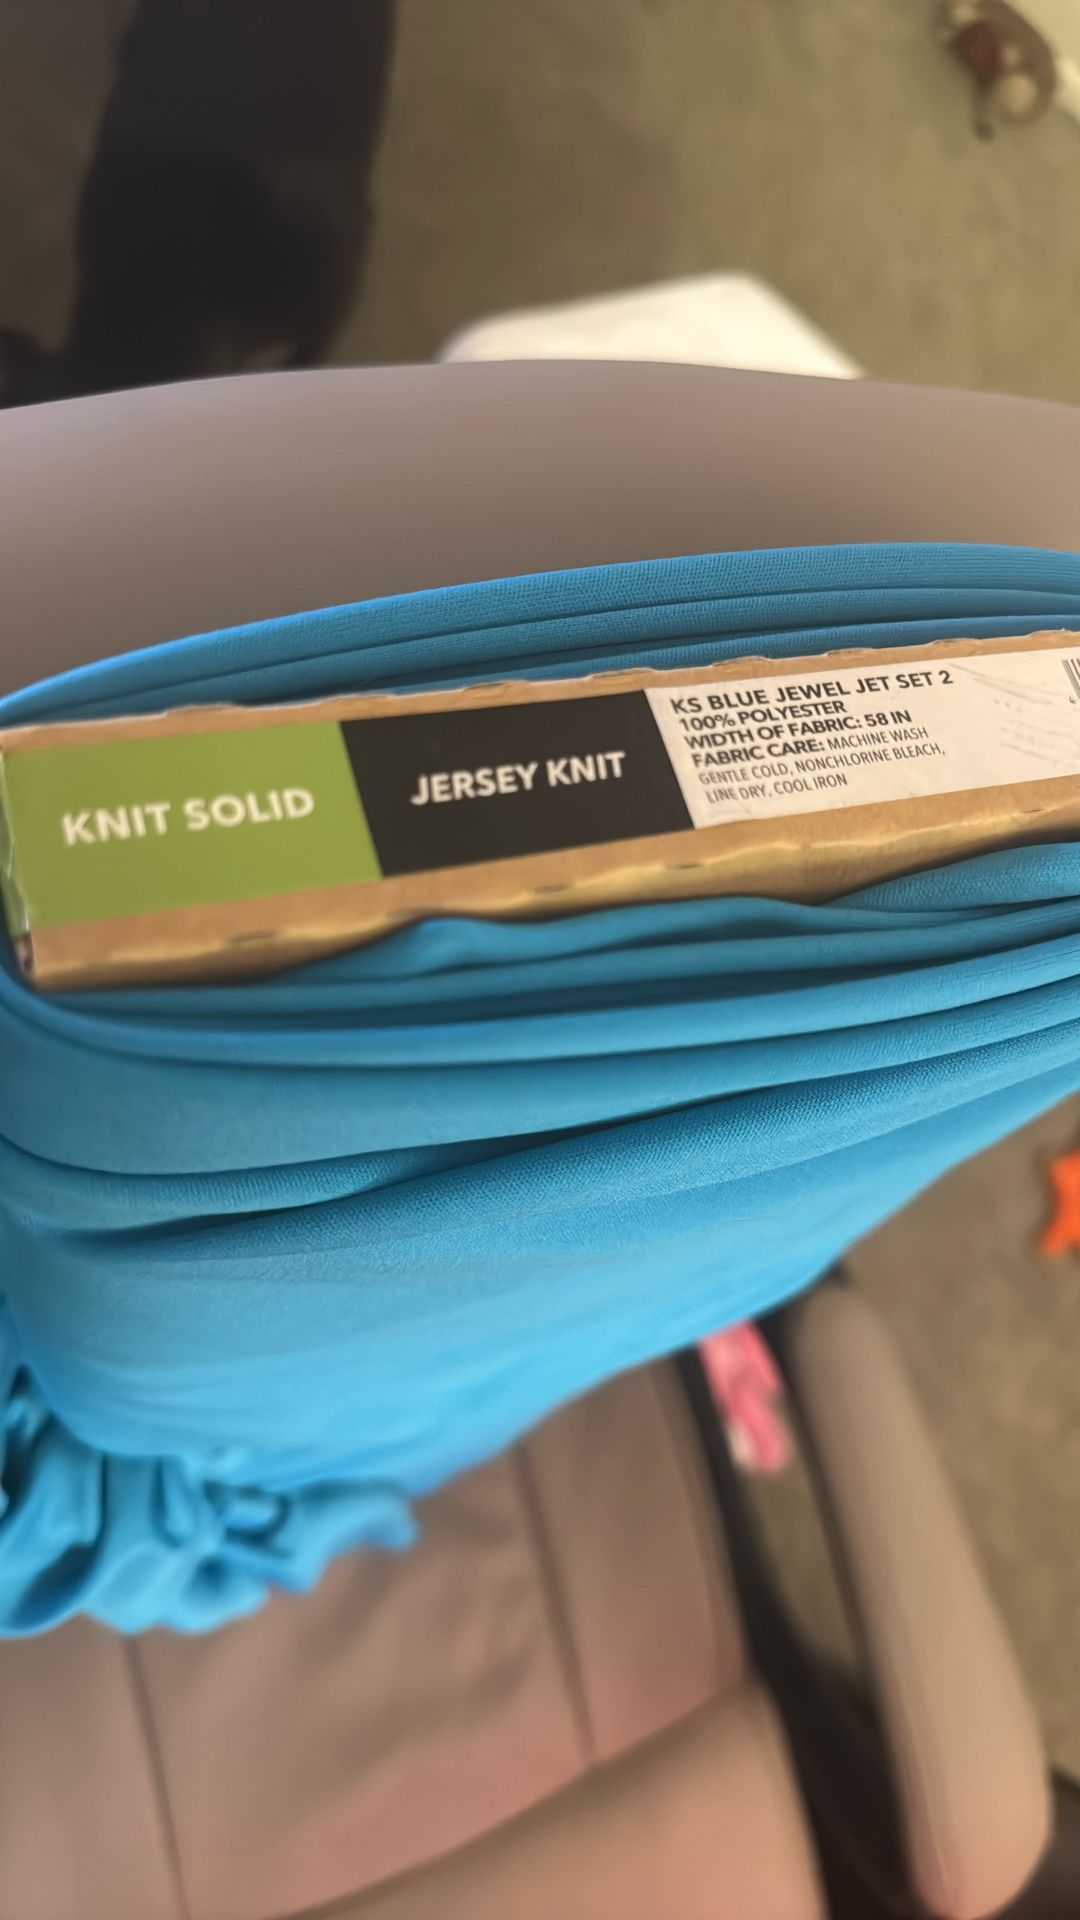 KNIT SOLID
JERSEY KNIT
KS BLUE JEWEL JET SET 2
100% POLYESTER
WIDTH OF FABRIC: 58 IN
FABRIC CARE: MACHINE WASH
GENTLE COLD, NONCHLORINE BLEACH,
LINE DRY, COOL IRON